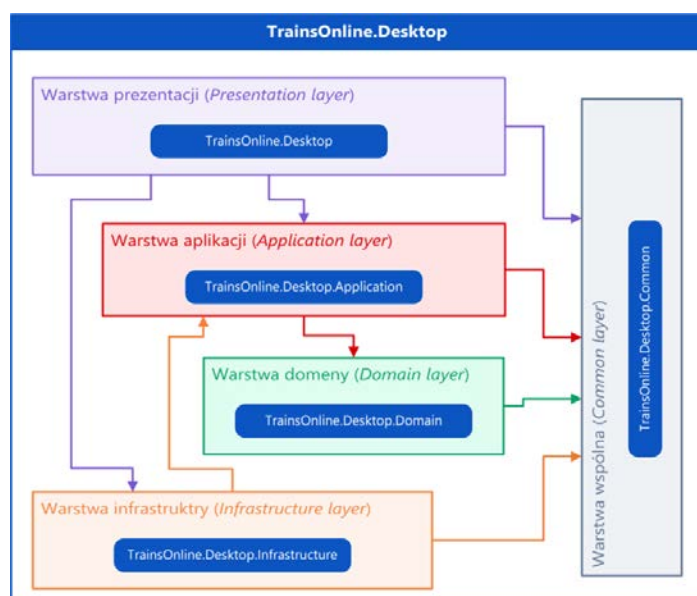 TrainsOnline.Desktop
Warstwa prezentacji (Presentation layer)
TrainsOnline.Desktop
Warstwa aplikacji (Application layer)
TrainsOnline.Desktop.Application
Warstwa domeny (Domain layer)
TrainsOnline.Desktop.Domain
Warstwa infrastruktry (Infrastructure layer)
TrainsOnline.Desktop.Infrastructure
Warstwa wspólna (Common layer)
TrainsOnline.Desktop.Common